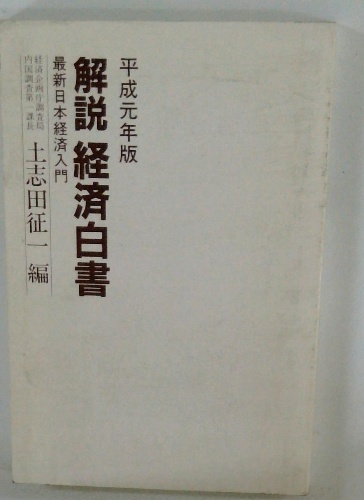 平成元年版
解説 経済白書
最新日本経済入門
経済企画庁調査局
内国調査第一課長
土志田征一 編